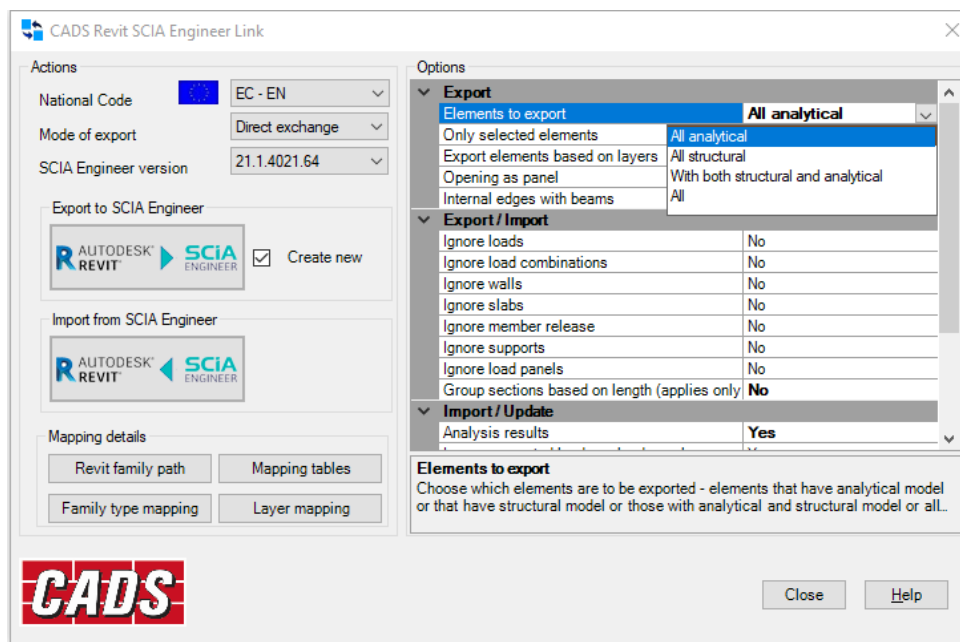 CADS Revit SCIA Engineer Link
Actions
National Code
EC - EN
Mode of export
Direct exchange
SCIA Engineer version
21.1.4021.64
Export to SCIA Engineer
AUTODESK® REVIT® SCiA ENGINEER
Create new
Import from SCIA Engineer
AUTODESK® REVIT® SCiA ENGINEER
Mapping details
Revit family path
Mapping tables
Family type mapping
Layer mapping
Options
Export
Elements to export All analytical
Only selected elements
Export elements based on layers
Opening as panel
Internal edges with beams
All analytical
All structural
With both structural and analytical
All
Export / Import
Ignore loads No
Ignore load combinations No
Ignore walls No
Ignore slabs No
Ignore member release No
Ignore supports No
Ignore load panels No
Group sections based on length (applies only No
Import / Update
Analysis results Yes
Elements to export
Choose which elements are to be exported - elements that have analytical model
or that have structural model or those with analytical and structural model or all...
CADS
Close
Help